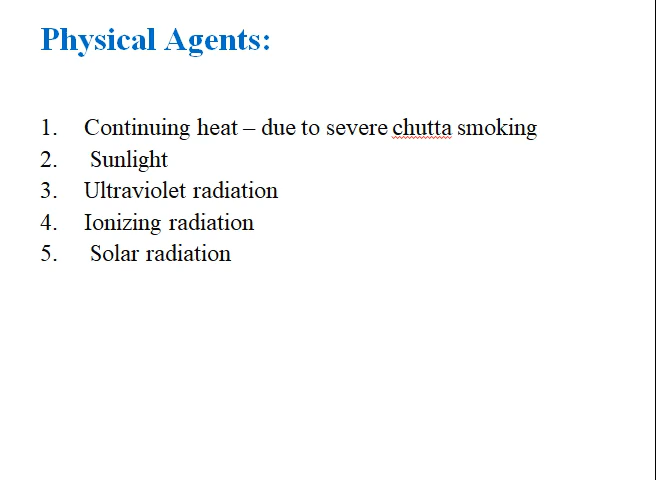 Physical Agents:
1. Continuing heat – due to severe chutta smoking
2. Sunlight
3. Ultraviolet radiation
4. Ionizing radiation
5. Solar radiation